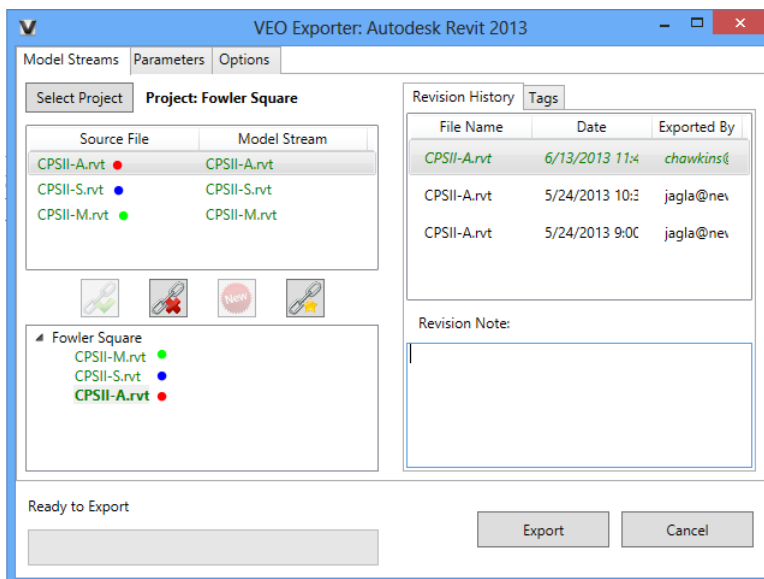 VEO Exporter: Autodesk Revit 2013
Model Streams Parameters Options
Select Project Project: Fowler Square
Source File Model Stream
CPSII-A.rvt CPSII-A.rvt
CPSII-S.rvt CPSII-S.rvt
CPSII-M.rvt CPSII-M.rvt
New
Fowler Square
CPSII-M.rvt
CPSII-S.rvt
CPSII-A.rvt
Ready to Export
Revision History Tags
File Name Date Exported By
CPSII-A.rvt 6/13/2013 11:4 chawkins
CPSII-A.rvt 5/24/2013 10:3 jagla@nev
CPSII-A.rvt 5/24/2013 9:00 jagla@nev
Revision Note:
Export Cancel